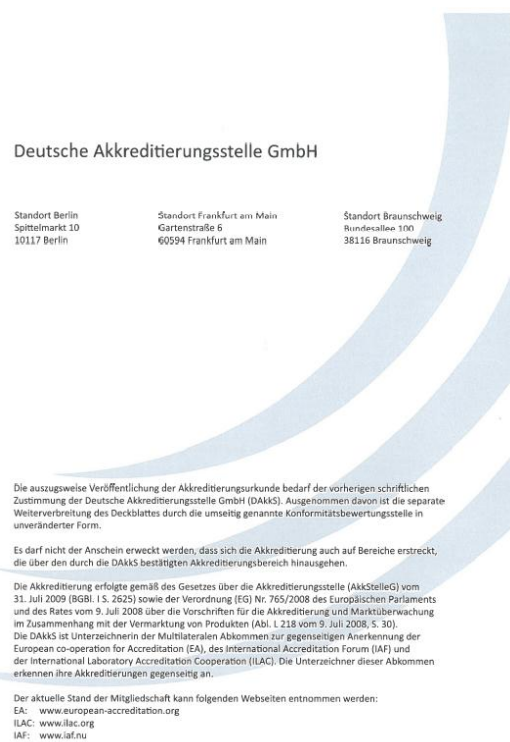 Deutsche Akkreditierungsstelle GmbH
Standort Berlin
Spittelmarkt 10
10117 Berlin
Standort Frankfurt am Main
Gartenstraße 6
60594 Frankfurt am Main
Standort Braunschweig
Bundesallee 100
38116 Braunschweig
Die auszugsweise Veröffentlichung der Akkreditierungsurkunde bedarf der vorherigen schriftlichen
Zustimmung der Deutsche Akkreditierungsstelle GmbH (DAkkS). Ausgenommen davon ist die separate
Weiterverbreitung des Deckblattes durch die umseitig genannte Konformitätsbewertungsstelle in
unveränderter Form.
Es darf nicht der Anschein erweckt werden, dass sich die Akkreditierung auch auf Bereiche erstreckt,
die über den durch die DAkkS bestätigten Akkreditierungsbereich hinausgehen.
Die Akkreditierung erfolgte gemäß des Gesetzes über die Akkreditierungsstelle (AkkStelleG) vom
31. Juli 2009 (BGBl. I S. 2625) sowie der Verordnung (EG) Nr. 765/2008 des Europäischen Parlaments
und des Rates vom 9. Juli 2008 über die Vorschriften für die Akkreditierung und Marktüberwachung
im Zusammenhang mit der Vermarktung von Produkten (Abl. L 218 vom 9. Juli 2008, S. 30).
Die DAkkS ist Unterzeichnerin der Multilateralen Abkommen zur gegenseitigen Anerkennung der
European co-operation for Accreditation (EA), des International Accreditation Forum (IAF) und
der International Laboratory Accreditation Cooperation (ILAC). Die Unterzeichner dieser Abkommen
erkennen ihre Akkreditierungen gegenseitig an.
Der aktuelle Stand der Mitgliedschaft kann folgenden Webseiten entnommen werden:
EA: www.european-accreditation.org
ILAC: www.ilac.org
IAF: www.iaf.nu